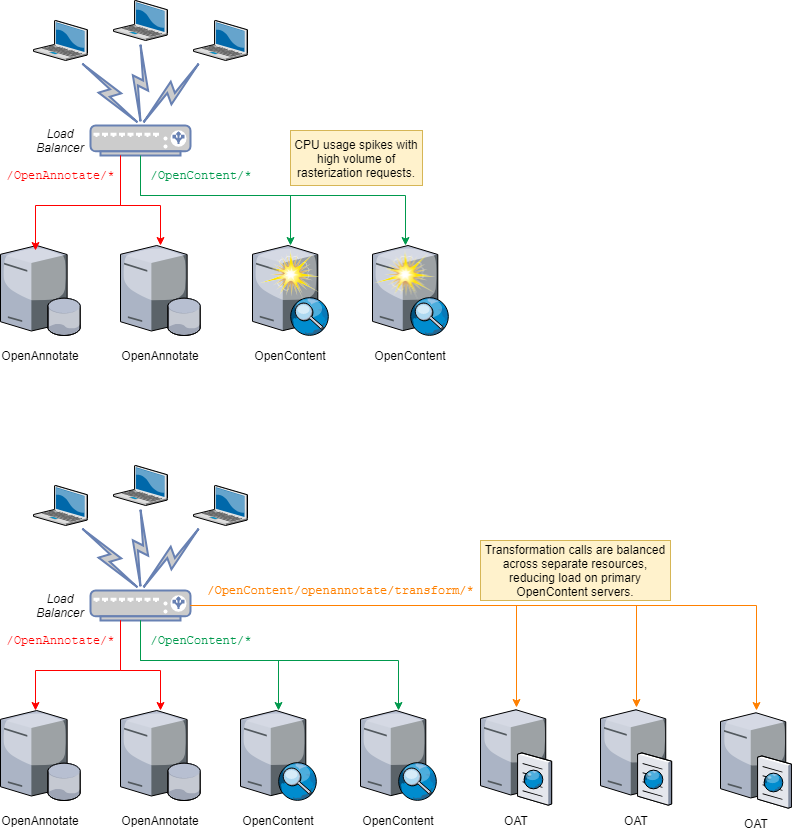 Load
Balancer
CPU usage spikes with
high volume of
rasterization requests.
/OpenAnnotate/*
/OpenContent/*
OpenAnnotate
OpenAnnotate
OpenContent
OpenContent
Transformation calls are balanced
across separate resources,
reducing load on primary
OpenContent servers.
/OpenContent/openannotate/transform/*
Load
Balancer
/OpenAnnotate/*
/OpenContent/*
OpenAnnotate
OpenAnnotate
OpenContent
OpenContent
OAT
OAT
OAT